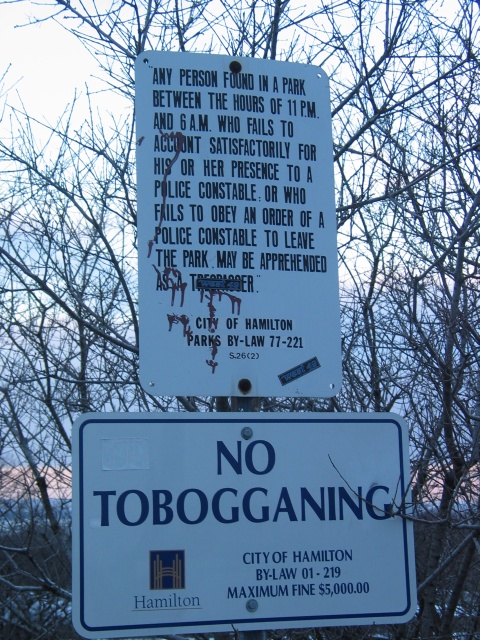 "ANY PERSON FOUND IN A PARK
BETWEEN THE HOURS OF 11 P.M.
AND 6 A.M. WHO FAILS TO
ACCOUNT SATISFACTORILY FOR
HIS OR HER PRESENCE TO A
POLICE CONSTABLE; OR WHO
FAILS TO OBEY AN ORDER OF A
POLICE CONSTABLE TO LEAVE
THE PARK, MAY BE APPREHENDED
AS A TRESPASSER."
CITY OF HAMILTON
PARKS BY-LAW 77-221
S.26(2)
NO
TOBOGGANING
CITY OF HAMILTON
BY-LAW 01 - 219
MAXIMUM FINE $5,000.00
Hamilton